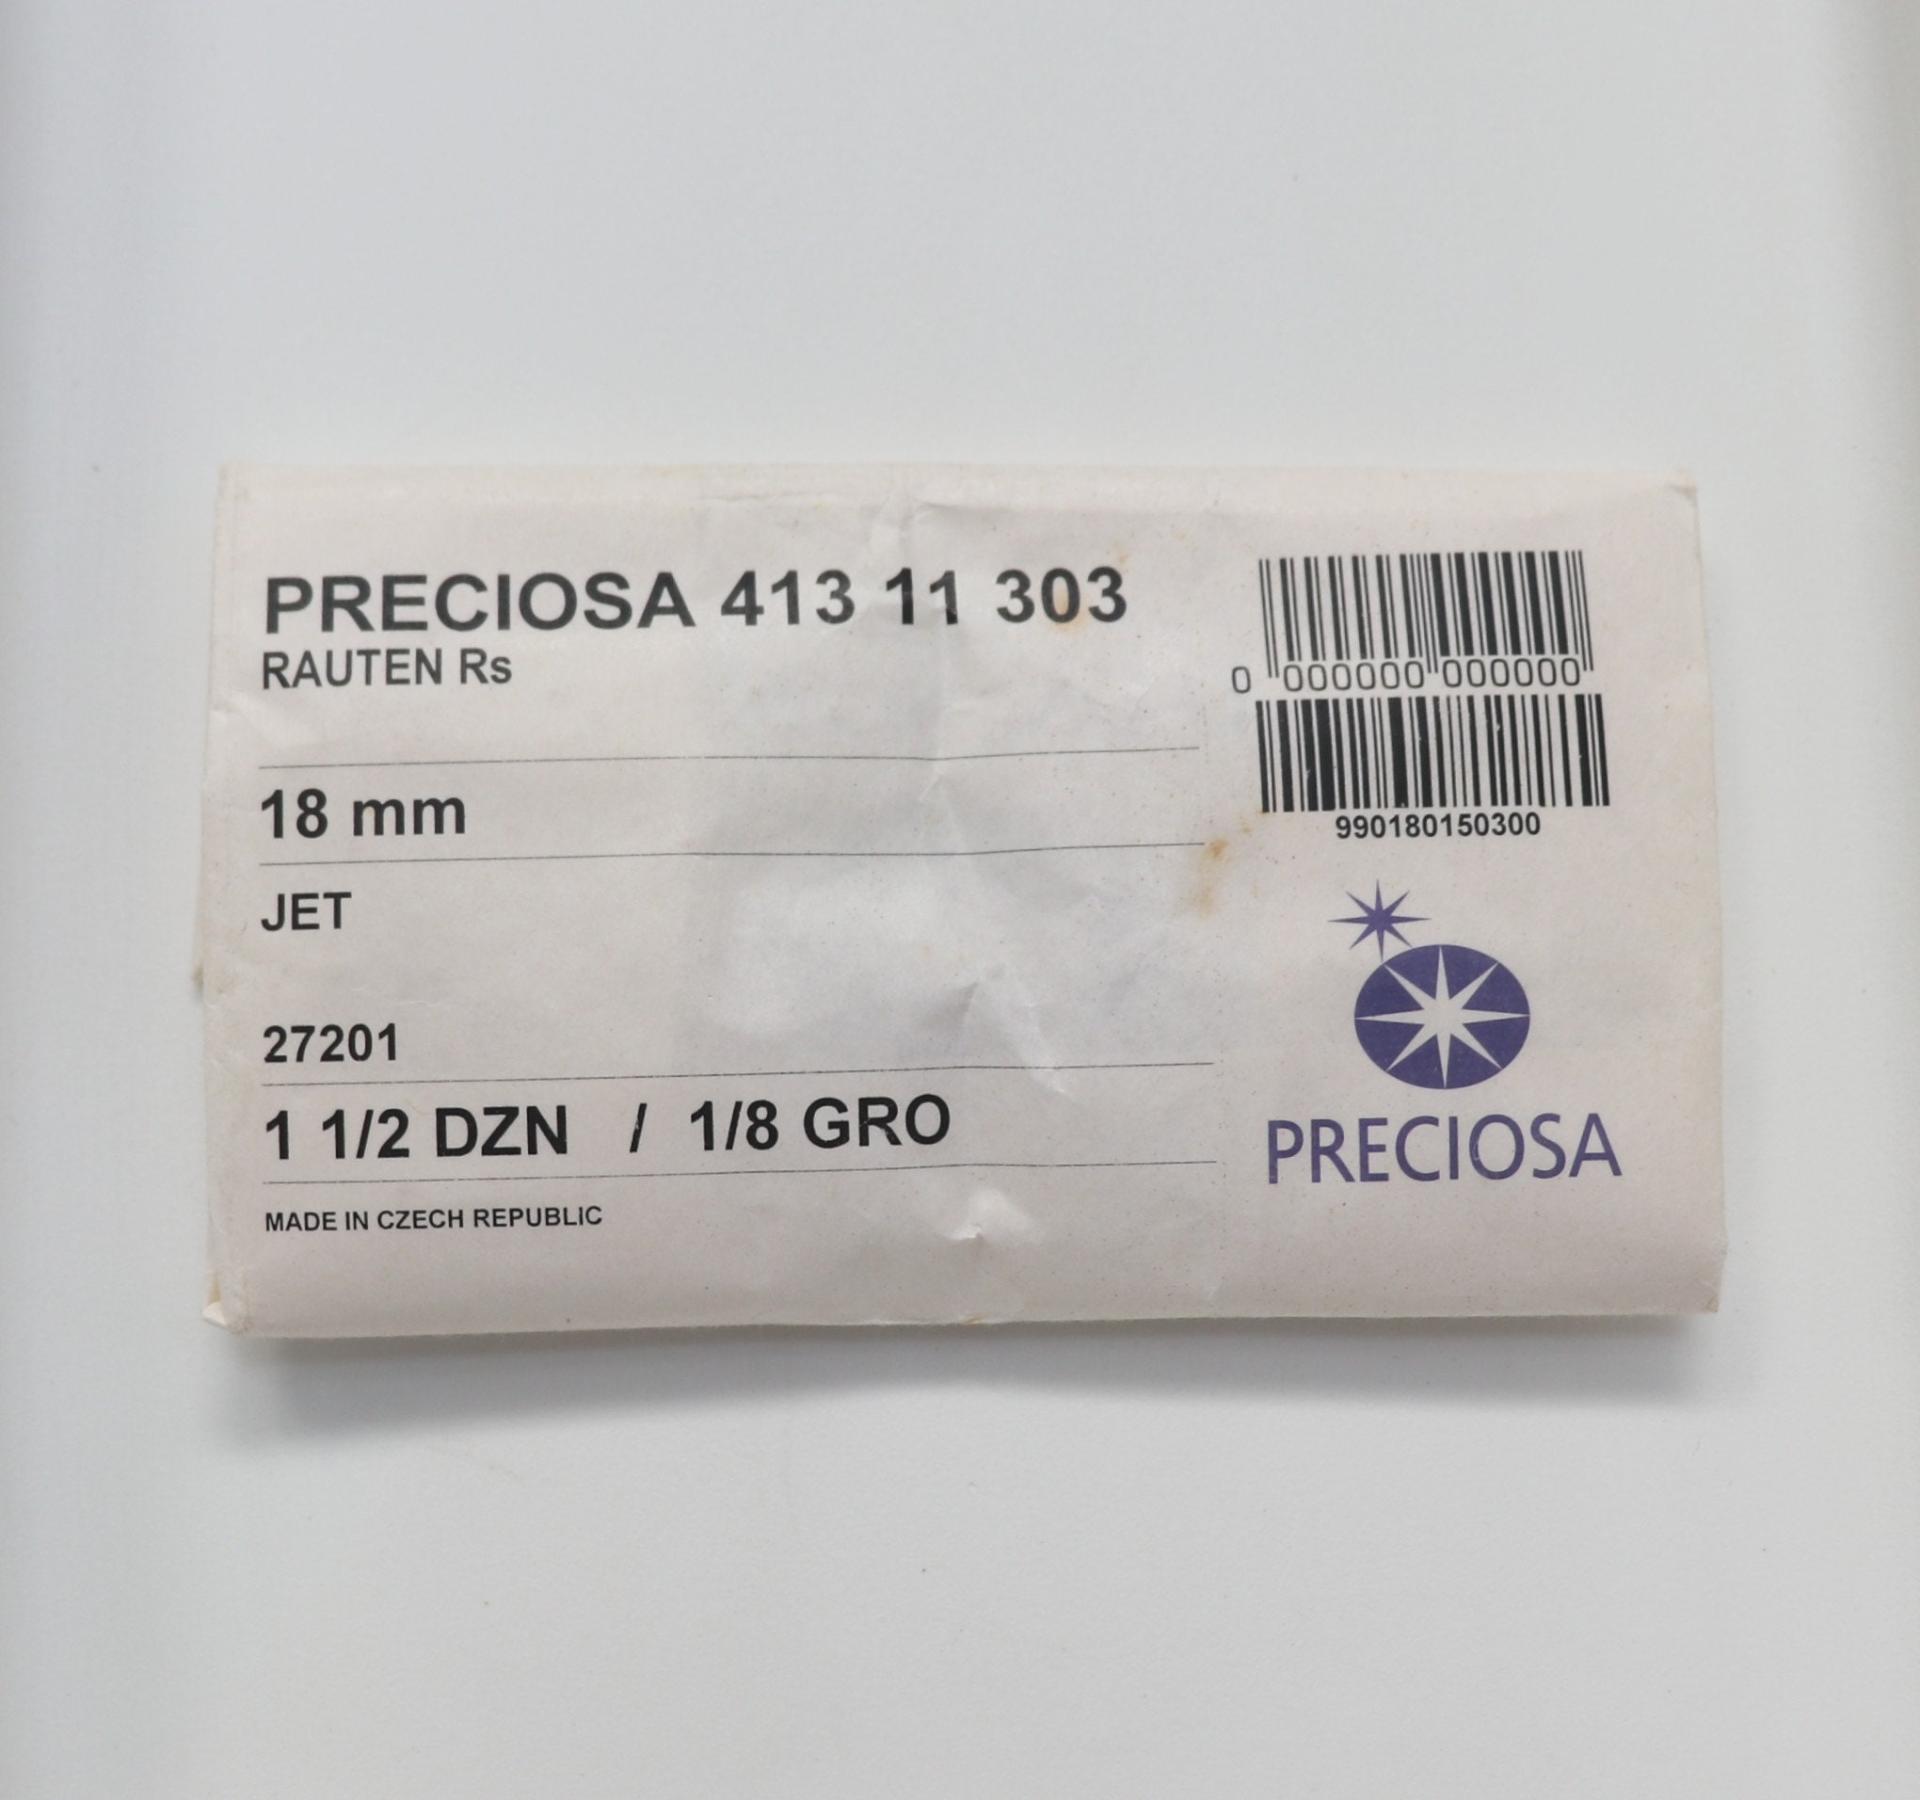 PRECIOSA 413 11 303
RAUTEN Rs
18 mm
JET
27201
1 1/2 DZN / 1/8 GRO
MADE IN CZECH REPUBLIC
0 000000 000000
990180150300
PRECIOSA